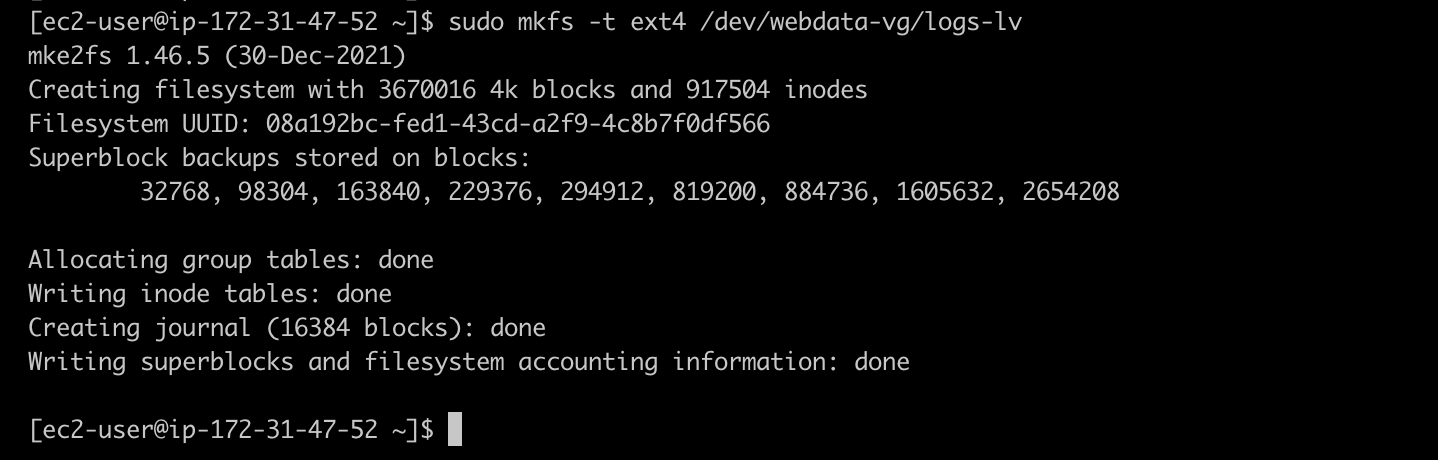 [ec2-user@ip-172-31-47-52 ~]$ sudo mkfs -t ext4 /dev/webdata-vg/logs-lv
mke2fs 1.46.5 (30-Dec-2021)
Creating filesystem with 3670016 4k blocks and 917504 inodes
Filesystem UUID: 08a192bc-fed1-43cd-a2f9-4c8b7f0df566
Superblock backups stored on blocks:
        32768, 98304, 163840, 229376, 294912, 819200, 884736, 1605632, 2654208

Allocating group tables: done
Writing inode tables: done
Creating journal (16384 blocks): done
Writing superblocks and filesystem accounting information: done

[ec2-user@ip-172-31-47-52 ~]$